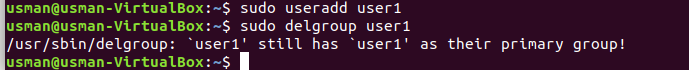 usman@usman-VirtualBox:~$ sudo useradd user1
usman@usman-VirtualBox:~$ sudo delgroup user1
/usr/sbin/delgroup: `user1' still has `user1' as their primary group!
usman@usman-VirtualBox:~$